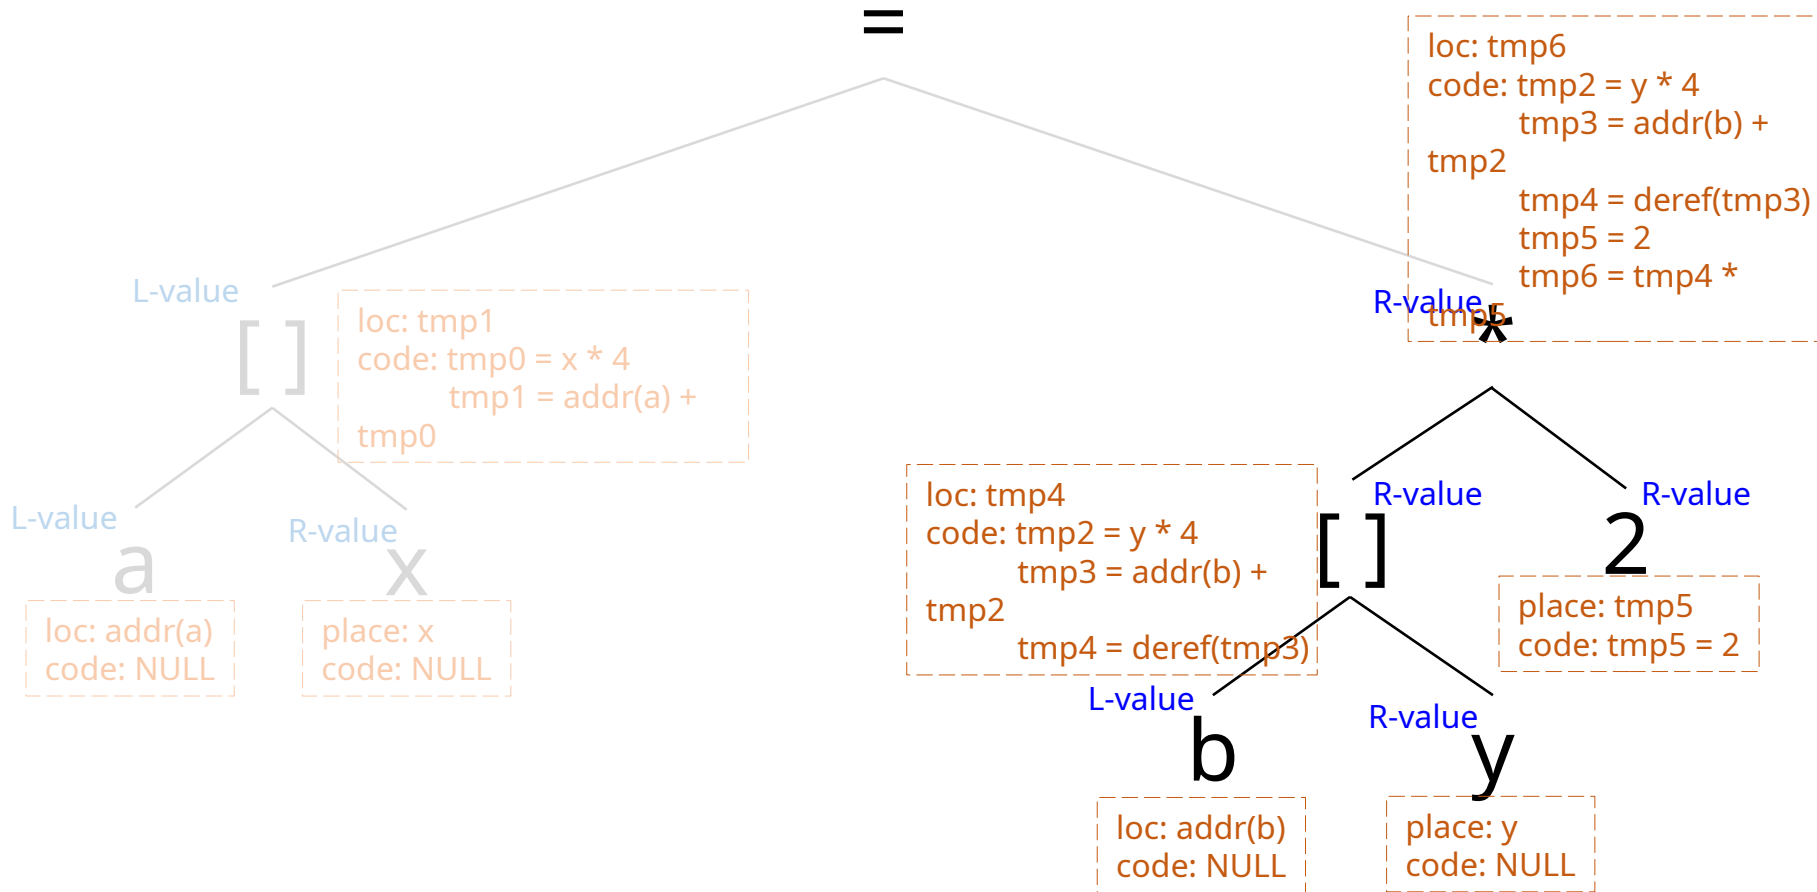 =
loc: tmp6
code: tmp2 = y * 4
tmp3 = addr(b) +
tmp2
tmp4 = deref(tmp3)
tmp5 = 2
tmp6 = tmp4 *
tmp5
R-value
*
L-value
[ ]
loc: tmp1
code: tmp0 = x * 4
tmp1 = addr(a) +
tmp0
L-value
a
loc: addr(a)
code: NULL
R-value
x
place: x
code: NULL
loc: tmp4
code: tmp2 = y * 4
tmp3 = addr(b) +
tmp2
tmp4 = deref(tmp3)
R-value
[ ]
R-value
2
place: tmp5
code: tmp5 = 2
L-value
b
loc: addr(b)
code: NULL
R-value
y
place: y
code: NULL